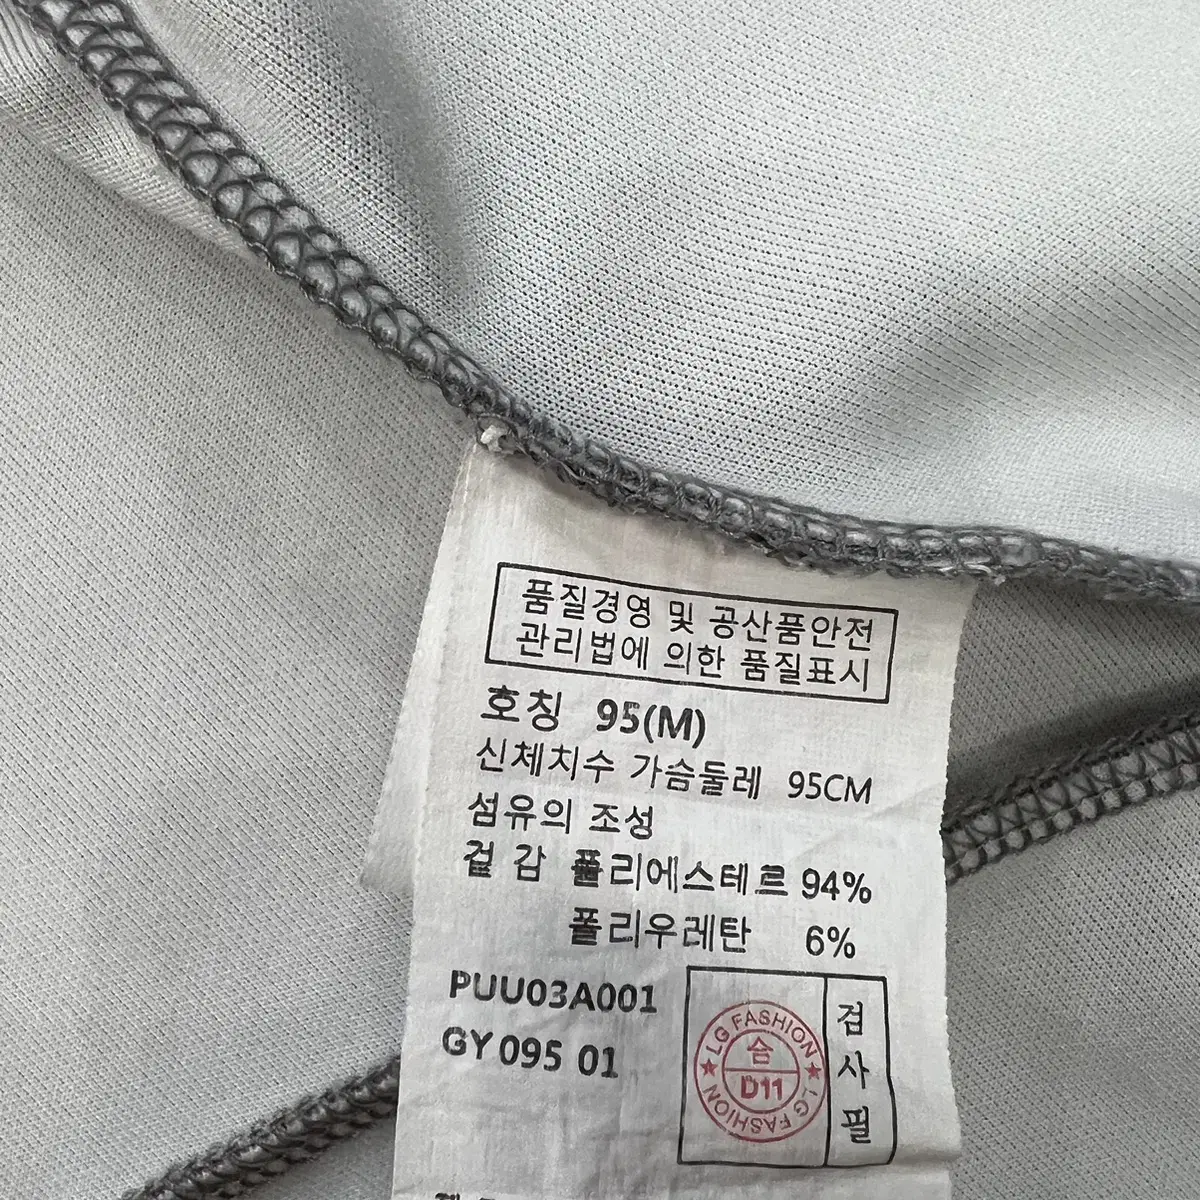 품질경영 및 공산품안전
관리법에 의한 품질표시
호칭 95(M)
신체치수 가슴둘레 95CM
섬유의 조성
겉 감 폴리에스테르 94%
폴리우레탄 6%
PUU03A001
GY 095 01
LG FASHION
D11
LG FASHION
검
사
필